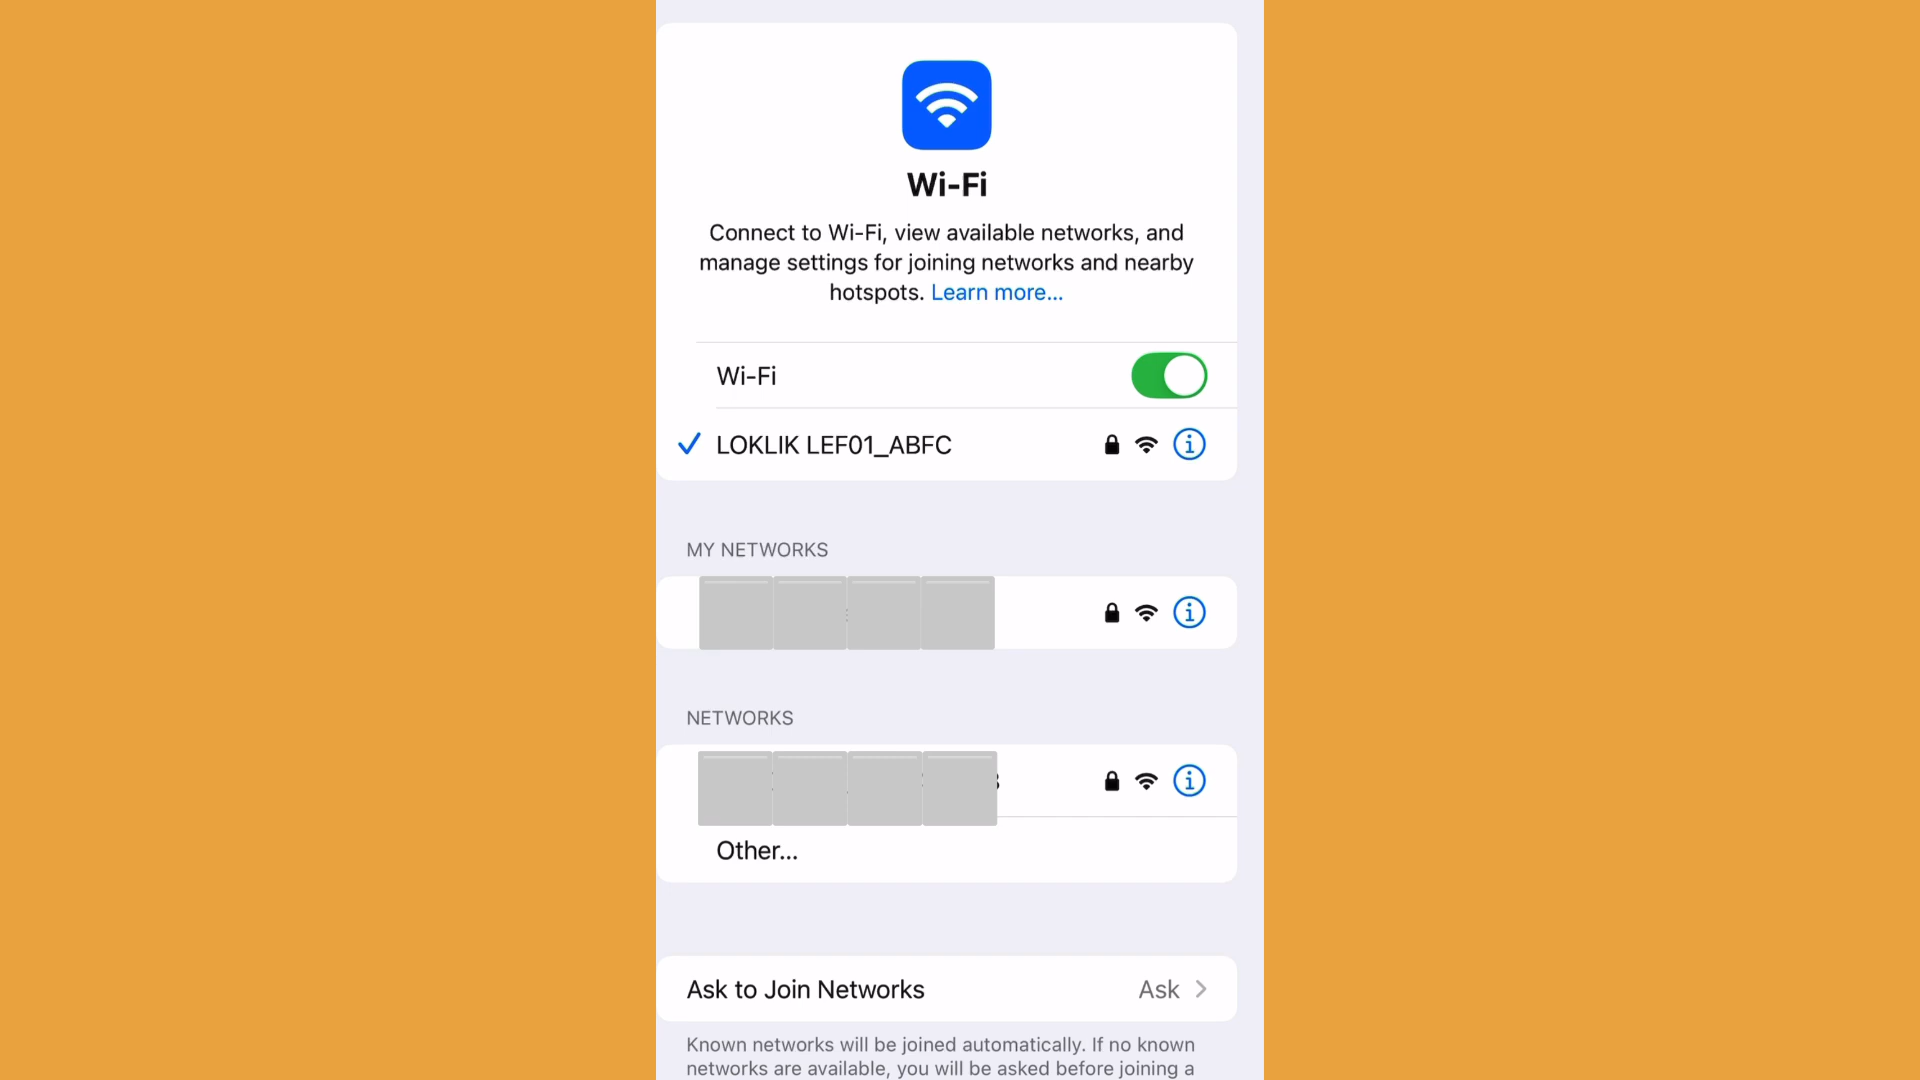 Wi-Fi
Connect to Wi-Fi, view available networks, and
manage settings for joining networks and nearby
hotspots. Learn more...
Wi-Fi
LOKLIK LEF01_ABFC
MY NETWORKS
NETWORKS
Other...
Ask to Join Networks
Ask
Known networks will be joined automatically. If no known
networks are available, you will be asked before joining a